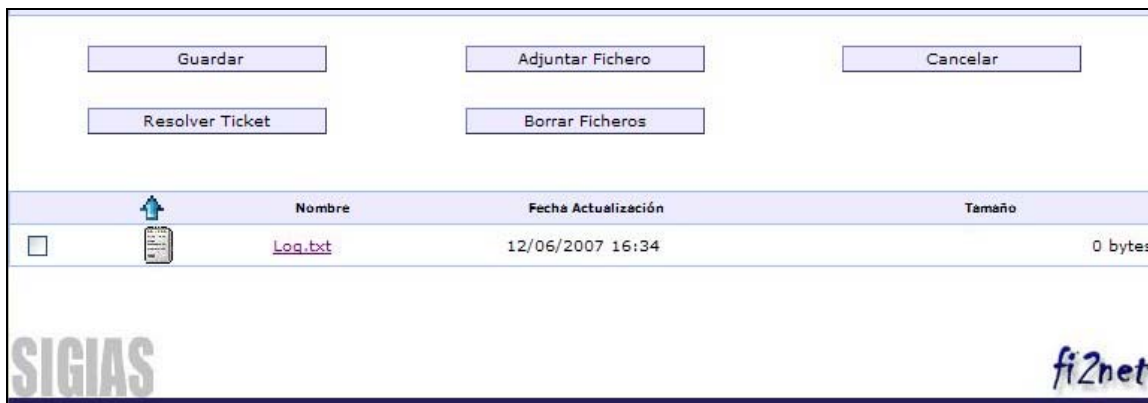 Guardar Adjuntar Fichero Cancelar
Resolver Ticket Borrar Ficheros
Nombre Fecha Actualización Tamaño
Log.txt 12/06/2007 16:34 0 bytes
SIGIAS fi2net